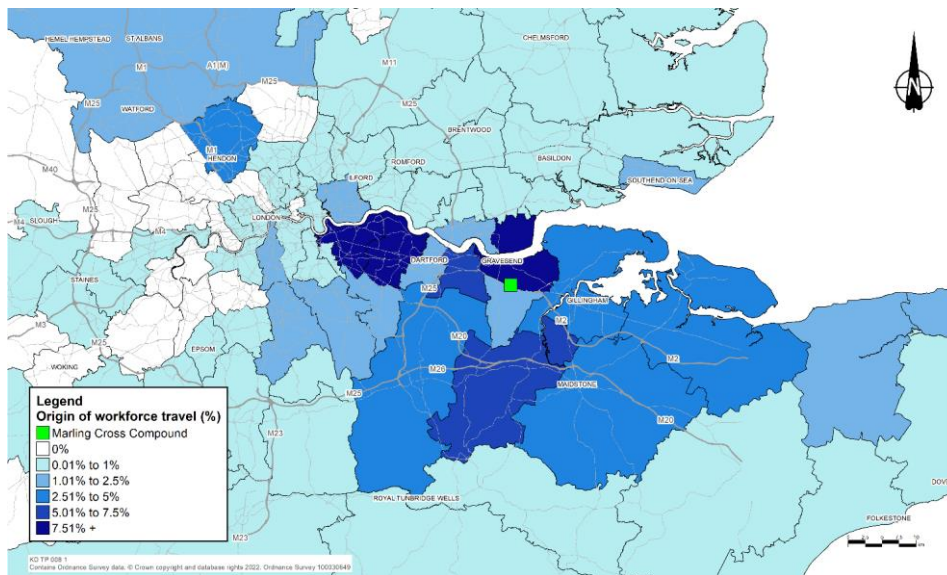 CHELMSFORD
HEMEL HEMPSTEAD
ST ALBANS
M1
A1(M)
M11
M25
M25
M25
WATFORD
BRENTWOOD
M1
HENDON
ROMFORD
BASILDON
M40
ILFORD
SOUTHEND-ON-SEA
M25
SLOUGH
M4
M4
LONDON
DARTFORD
GRAVESEND
STAINES
M25
GILLINGHAM
M3
M25
EPSOM
M20
M2
M2
WOKING
M26
M25
MAIDSTONE
M20
M23
ROYAL TUNBRIDGE WELLS
DOV
FOLKESTONE
M23
Legend
Origin of workforce travel (%)
Marling Cross Compound
0%
0.01% to 1%
1.01% to 2.5%
2.51% to 5%
5.01% to 7.5%
7.51% +
N
KD TP 008 1
Contains Ordnance Survey data. © Crown copyright and database rights 2022. Ordnance Survey 100030649